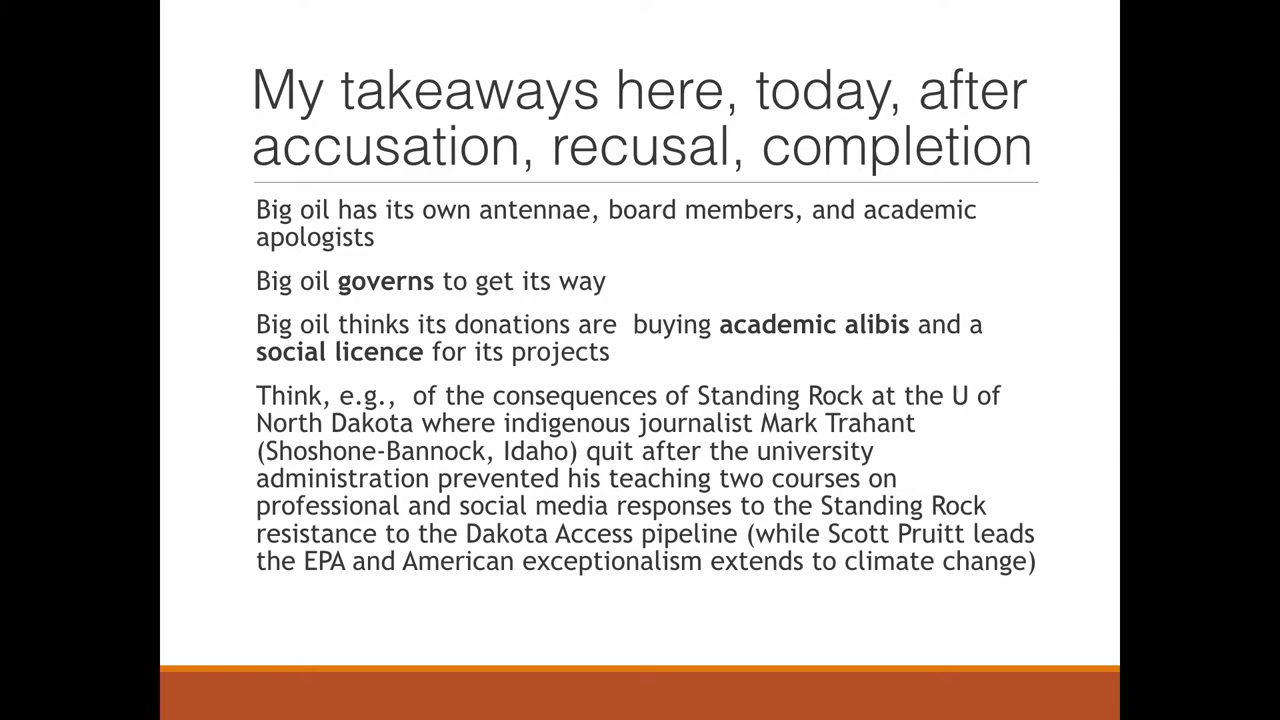 My takeaways here, today, after
accusation, recusal, completion
Big oil has its own antennae, board members, and academic
apologists
Big oil governs to get its way
Big oil thinks its donations are  buying academic alibis and a
social licence for its projects
Think, e.g.,  of the consequences of Standing Rock at the U of
North Dakota where indigenous journalist Mark Trahant
(Shoshone-Bannock, Idaho) quit after the university
administration prevented his teaching two courses on
professional and social media responses to the Standing Rock
resistance to the Dakota Access pipeline (while Scott Pruitt leads
the EPA and American exceptionalism extends to climate change)